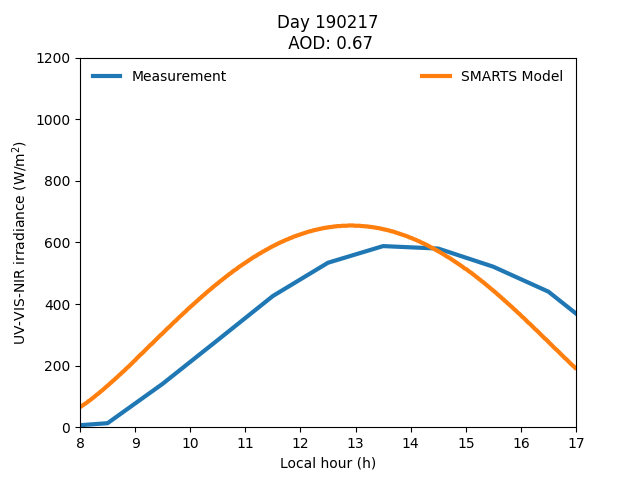 Day 190217
AOD: 0.67
UV-VIS-NIR irradiance (W/m²)
1200
1000
800
600
400
200
0
Measurement
SMARTS Model
8 9 10 11 12 13 14 15 16 17
Local hour (h)